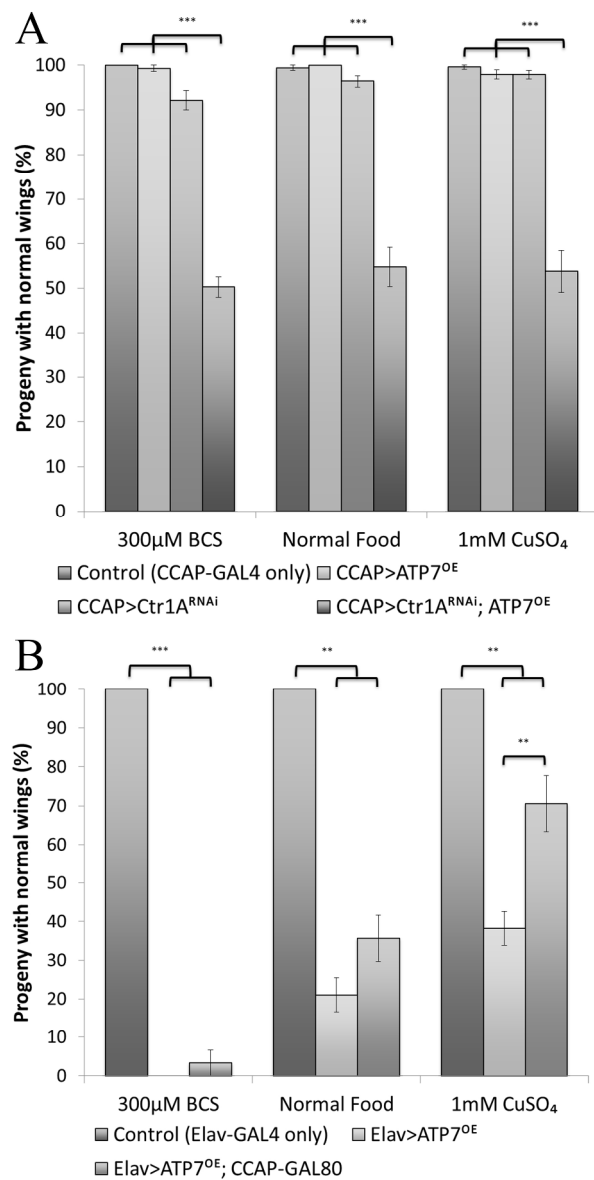 A
*** *** ***
Progeny with normal wings (%)
100
90
80
70
60
50
40
30
20
10
0
300µM BCS Normal Food 1mM CuSO₄
Control (CCAP-GAL4 only) CCAP>ATP7ᴼᴱ
CCAP>Ctr1Aᴿᴺᴬⁱ CCAP>Ctr1Aᴿᴺᴬⁱ; ATP7ᴼᴱ
B
*** ** **
**
Progeny with normal wings (%)
100
90
80
70
60
50
40
30
20
10
0
300µM BCS Normal Food 1mM CuSO₄
Control (Elav-GAL4 only) Elav>ATP7ᴼᴱ
Elav>ATP7ᴼᴱ; CCAP-GAL80